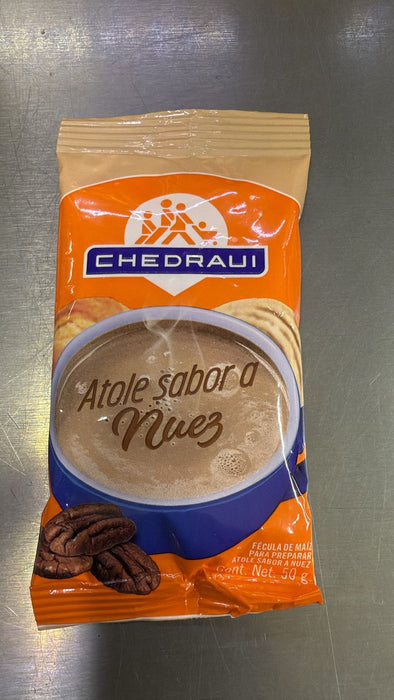 CHEDRAUI
Atole sabor a
Nuez
FÉCULA DE MAÍZ
PARA PREPARAR
ATOLE SABOR A NUEZ
Cont. Net. 50 g